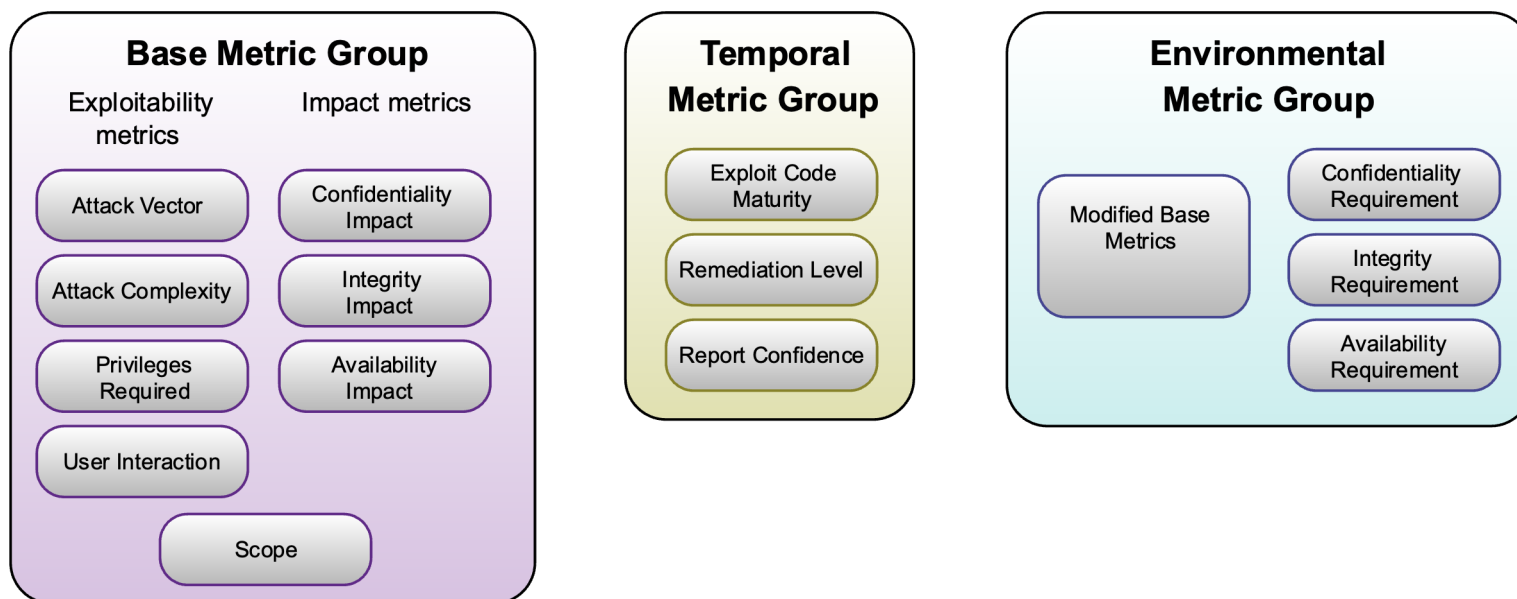 Base Metric Group
Exploitability
metrics
Impact metrics
Attack Vector
Attack Complexity
Privileges
Required
User Interaction
Confidentiality
Impact
Integrity
Impact
Availability
Impact
Scope
Temporal
Metric Group
Exploit Code
Maturity
Remediation Level
Report Confidence
Environmental
Metric Group
Modified Base
Metrics
Confidentiality
Requirement
Integrity
Requirement
Availability
Requirement